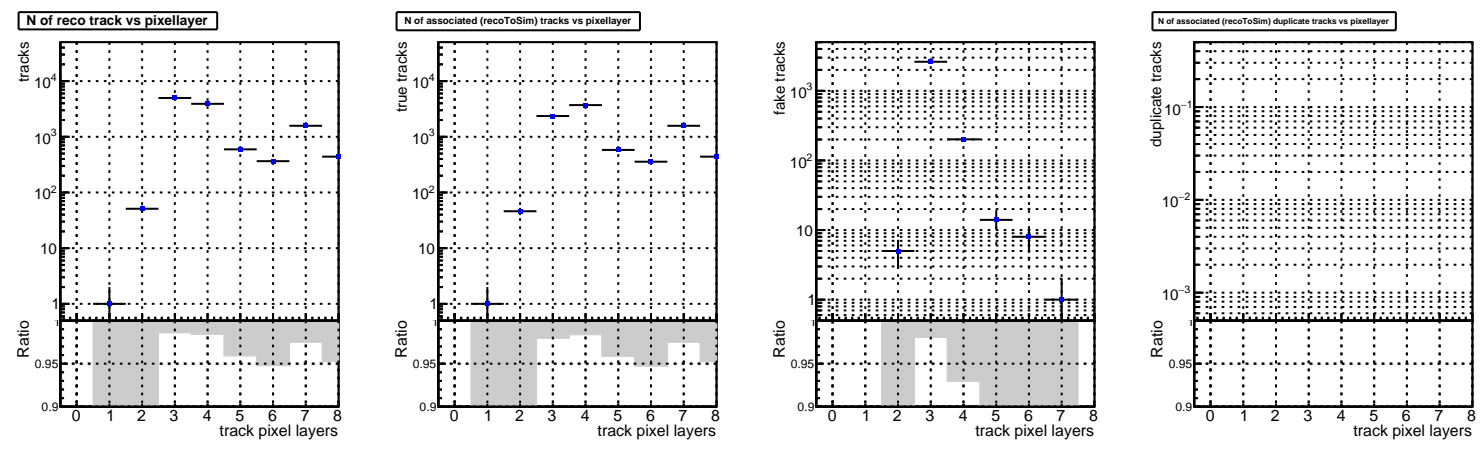 N of reco track vs pixellayer
tracks
10^4
10^3
10^2
10
1
Ratio
1
0.95
0.9
0 1 2 3 4 5 6 7 8
track pixel layers
N of associated (recoToSim) tracks vs pixellayer
true tracks
10^4
10^3
10^2
10
1
Ratio
1
0.95
0.9
0 1 2 3 4 5 6 7 8
track pixel layers
fake tracks
10^3
10^2
10
1
Ratio
1
0.95
0.9
0 1 2 3 4 5 6 7 8
track pixel layers
N of associated (recoToSim) duplicate tracks vs pixellayer
duplicate tracks
10^−1
10^−2
10^−3
Ratio
1
0.95
0.9
0 1 2 3 4 5 6 7 8
track pixel layers